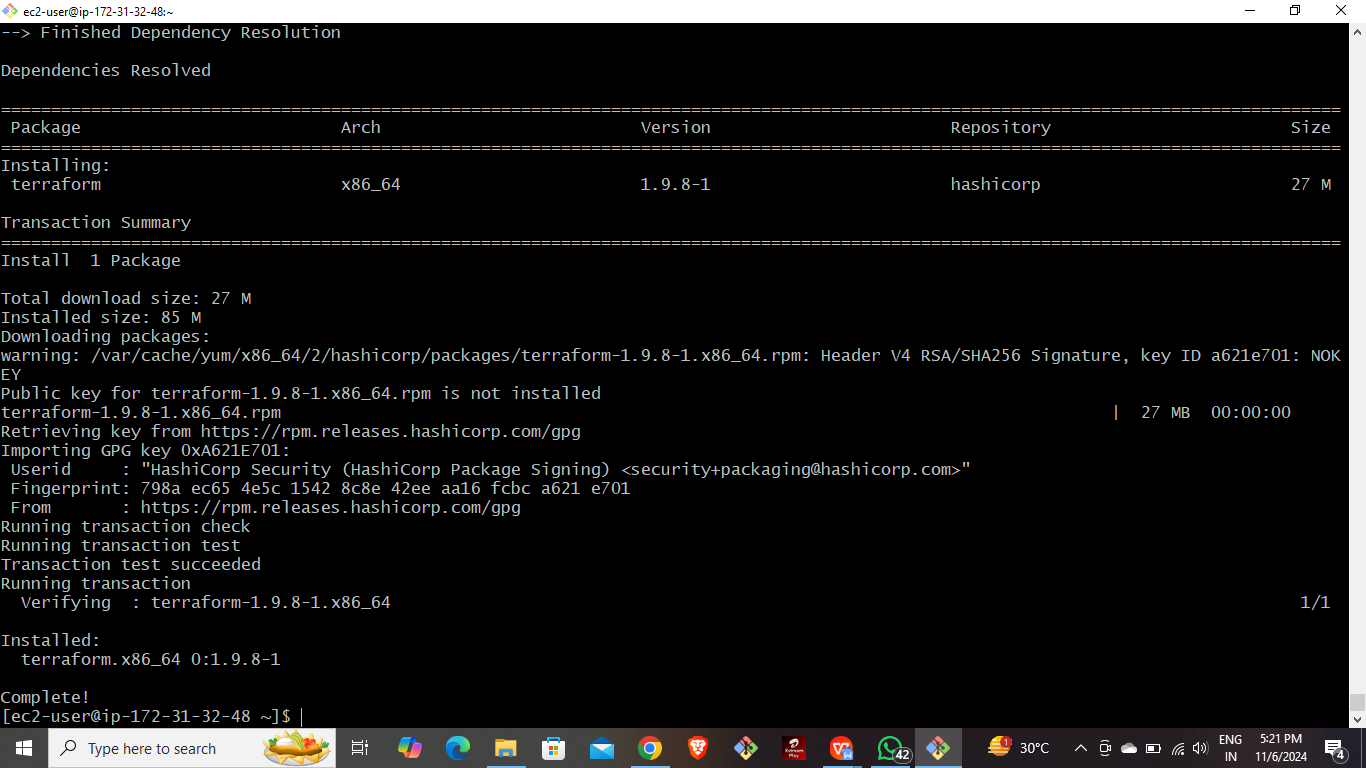 ec2-user@ip-172-31-32-48:~
--> Finished Dependency Resolution
Dependencies Resolved
================================================================================
Package Arch Version Repository Size
================================================================================
Installing:
terraform x86_64 1.9.8-1 hashicorp 27 M
Transaction Summary
================================================================================
Install 1 Package
Total download size: 27 M
Installed size: 85 M
Downloading packages:
warning: /var/cache/yum/x86_64/2/hashicorp/packages/terraform-1.9.8-1.x86_64.rpm: Header V4 RSA/SHA256 Signature, key ID a621e701: NOK
EY
Public key for terraform-1.9.8-1.x86_64.rpm is not installed
terraform-1.9.8-1.x86_64.rpm | 27 MB 00:00:00
Retrieving key from https://rpm.releases.hashicorp.com/gpg
Importing GPG key 0xA621E701:
Userid : "HashiCorp Security (HashiCorp Package Signing) <security+packaging@hashicorp.com>"
Fingerprint: 798a ec65 4e5c 1542 8c8e 42ee aa16 fcbc a621 e701
From : https://rpm.releases.hashicorp.com/gpg
Running transaction check
Running transaction test
Transaction test succeeded
Running transaction
Verifying : terraform-1.9.8-1.x86_64 1/1
Installed:
terraform.x86_64 0:1.9.8-1
Complete!
[ec2-user@ip-172-31-32-48 ~]$
Type here to search
42
1
30°C
ENG
IN
5:21 PM
11/6/2024
4